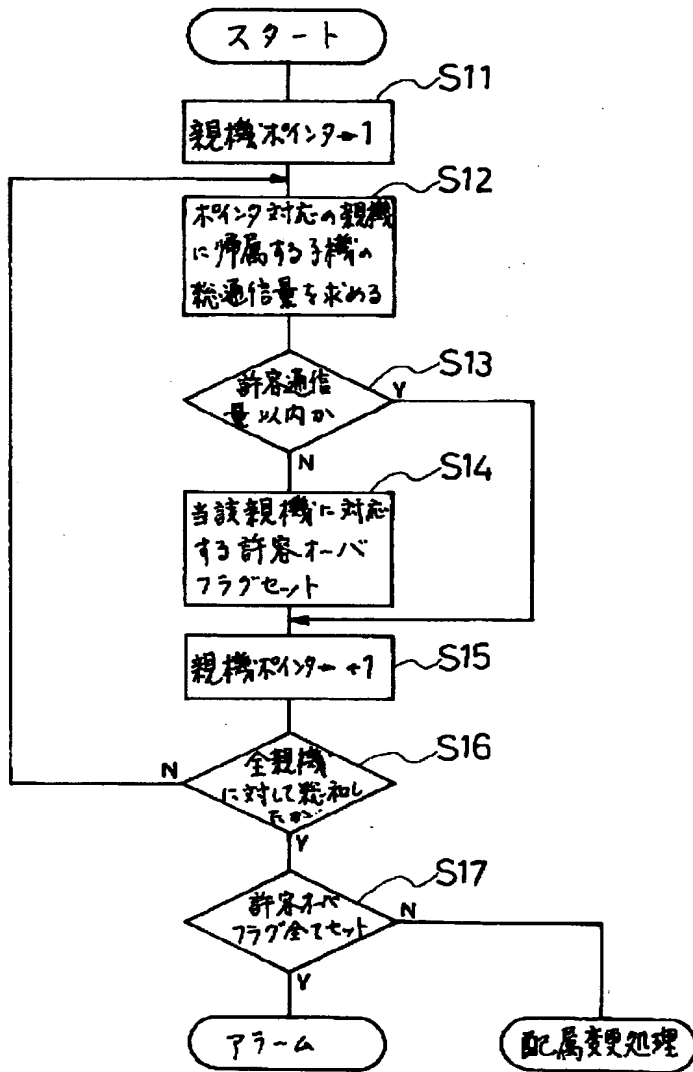 スタート
S11
親機ポインター1
S12
ポインタ対応の親機
に帰属する子機の
総通信量を求める
S13
許容通信
量以内か
Y
N
S14
当該親機に対応
する許容オーバ
フラグセット
親機ポインター+1
S15
S16
全親機
に対して総和し
たか
N
Y
S17
許容オーバ
フラグ全てセット
N
Y
アラーム
配属変更処理